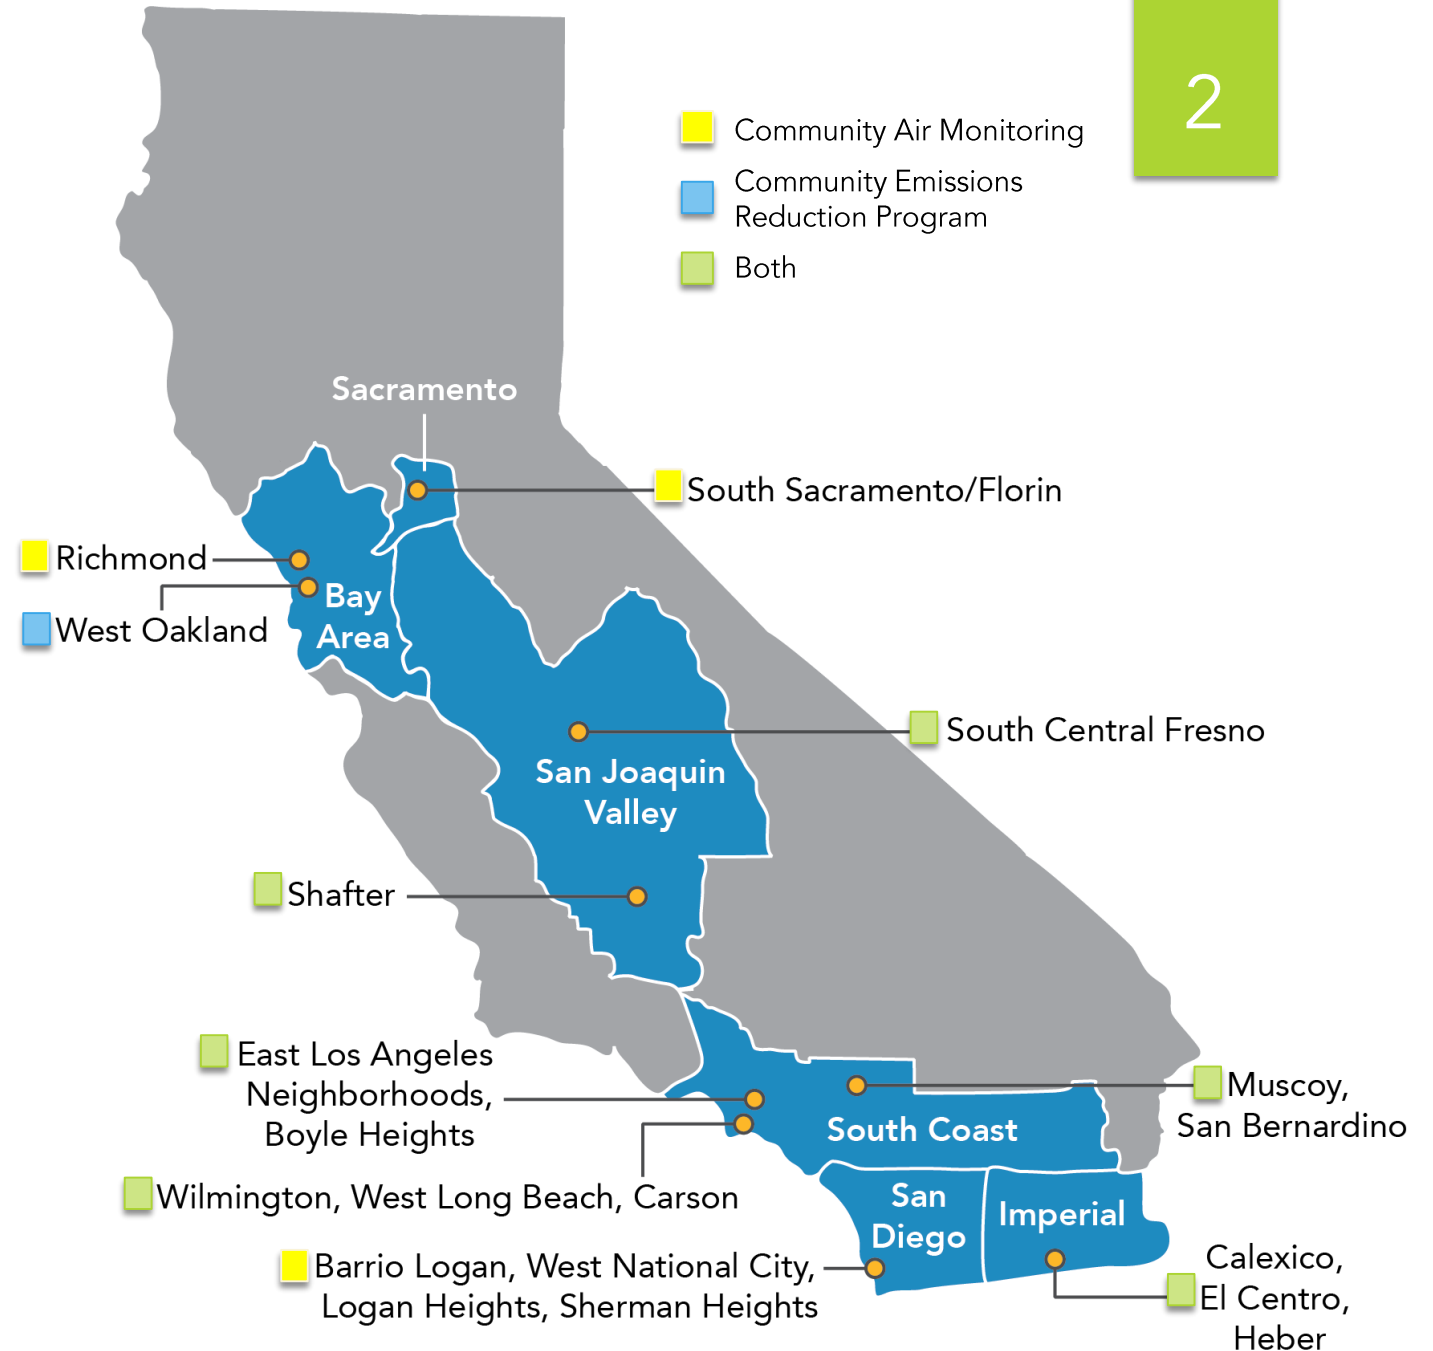 2
Community Air Monitoring
Community Emissions
Reduction Program
Both
Sacramento
South Sacramento/Florin
Richmond
West Oakland
Bay
Area
South Central Fresno
San Joaquin
Valley
Shafter
East Los Angeles
Neighborhoods,
Boyle Heights
Muscoy,
San Bernardino
South Coast
Wilmington, West Long Beach, Carson
San
Diego
Imperial
Barrio Logan, West National City,
Logan Heights, Sherman Heights
Calexico,
El Centro,
Heber